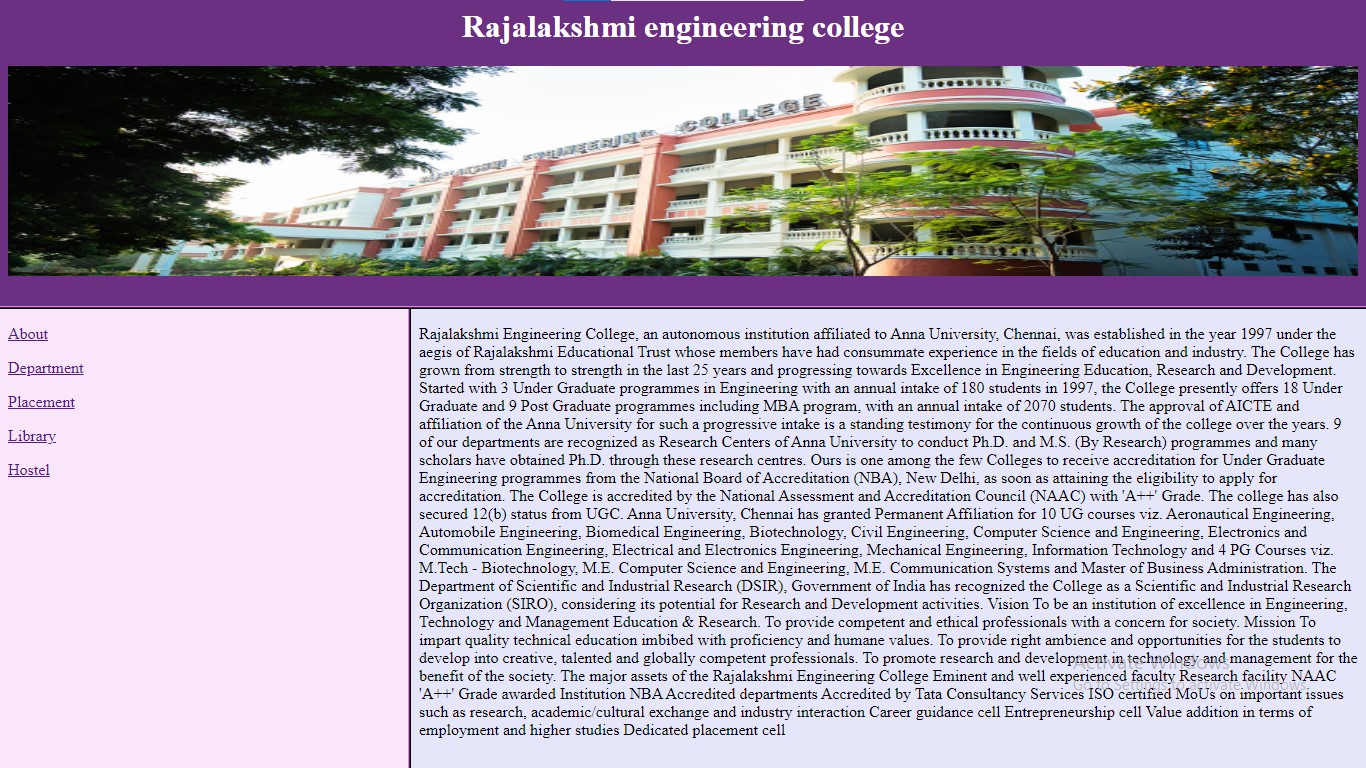 Rajalakshmi engineering college
ENGINEERING COLLEGE
About
Department
Placement
Library
Hostel
Rajalakshmi Engineering College, an autonomous institution affiliated to Anna University, Chennai, was established in the year 1997 under the
aegis of Rajalakshmi Educational Trust whose members have had consummate experience in the fields of education and industry. The College has
grown from strength to strength in the last 25 years and progressing towards Excellence in Engineering Education, Research and Development.
Started with 3 Under Graduate programmes in Engineering with an annual intake of 180 students in 1997, the College presently offers 18 Under
Graduate and 9 Post Graduate programmes including MBA program, with an annual intake of 2070 students. The approval of AICTE and
affiliation of the Anna University for such a progressive intake is a standing testimony for the continuous growth of the college over the years. 9
of our departments are recognized as Research Centers of Anna University to conduct Ph.D. and M.S. (By Research) programmes and many
scholars have obtained Ph.D. through these research centres. Ours is one among the few Colleges to receive accreditation for Under Graduate
Engineering programmes from the National Board of Accreditation (NBA), New Delhi, as soon as attaining the eligibility to apply for
accreditation. The College is accredited by the National Assessment and Accreditation Council (NAAC) with 'A++' Grade. The college has also
secured 12(b) status from UGC. Anna University, Chennai has granted Permanent Affiliation for 10 UG courses viz. Aeronautical Engineering,
Automobile Engineering, Biomedical Engineering, Biotechnology, Civil Engineering, Computer Science and Engineering, Electronics and
Communication Engineering, Electrical and Electronics Engineering, Mechanical Engineering, Information Technology and 4 PG Courses viz.
M.Tech - Biotechnology, M.E. Computer Science and Engineering, M.E. Communication Systems and Master of Business Administration. The
Department of Scientific and Industrial Research (DSIR), Government of India has recognized the College as a Scientific and Industrial Research
Organization (SIRO), considering its potential for Research and Development activities. Vision To be an institution of excellence in Engineering,
Technology and Management Education & Research. To provide competent and ethical professionals with a concern for society. Mission To
impart quality technical education imbibed with proficiency and humane values. To provide right ambience and opportunities for the students to
develop into creative, talented and globally competent professionals. To promote research and development in technology and management for the
benefit of the society. The major assets of the Rajalakshmi Engineering College Eminent and well experienced faculty Research facility NAAC
'A++' Grade awarded Institution NBA Accredited departments Accredited by Tata Consultancy Services ISO certified MoUs on important issues
such as research, academic/cultural exchange and industry interaction Career guidance cell Entrepreneurship cell Value addition in terms of
employment and higher studies Dedicated placement cell
Activate Windows
Go to Settings to activate Windows.